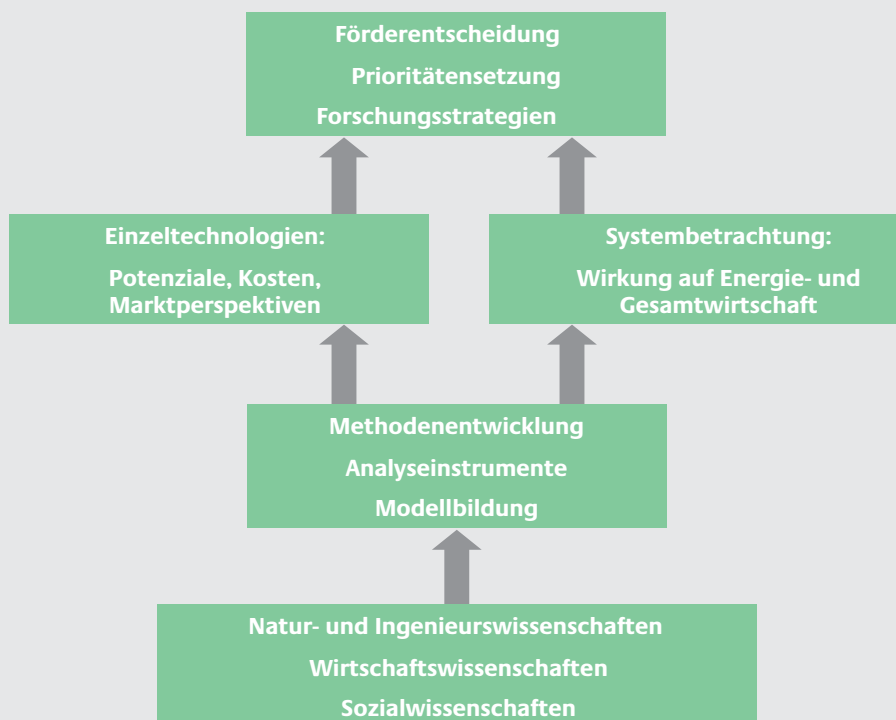 Förderentscheidung
Prioritätensetzung
Forschungsstrategien
Einzeltechnologien:
Potenziale, Kosten,
Marktperspektiven
Systembetrachtung:
Wirkung auf Energie- und
Gesamtwirtschaft
Methodenentwicklung
Analyseinstrumente
Modellbildung
Natur- und Ingenieurswissenschaften
Wirtschaftswissenschaften
Sozialwissenschaften